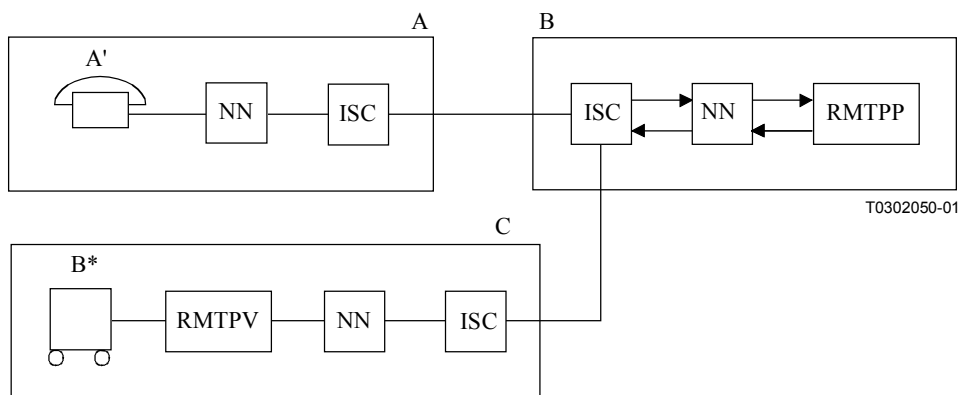 A
B
A'
NN
ISC
ISC
NN
RMTPP
T0302050-01
C
B*
RMTPV
NN
ISC